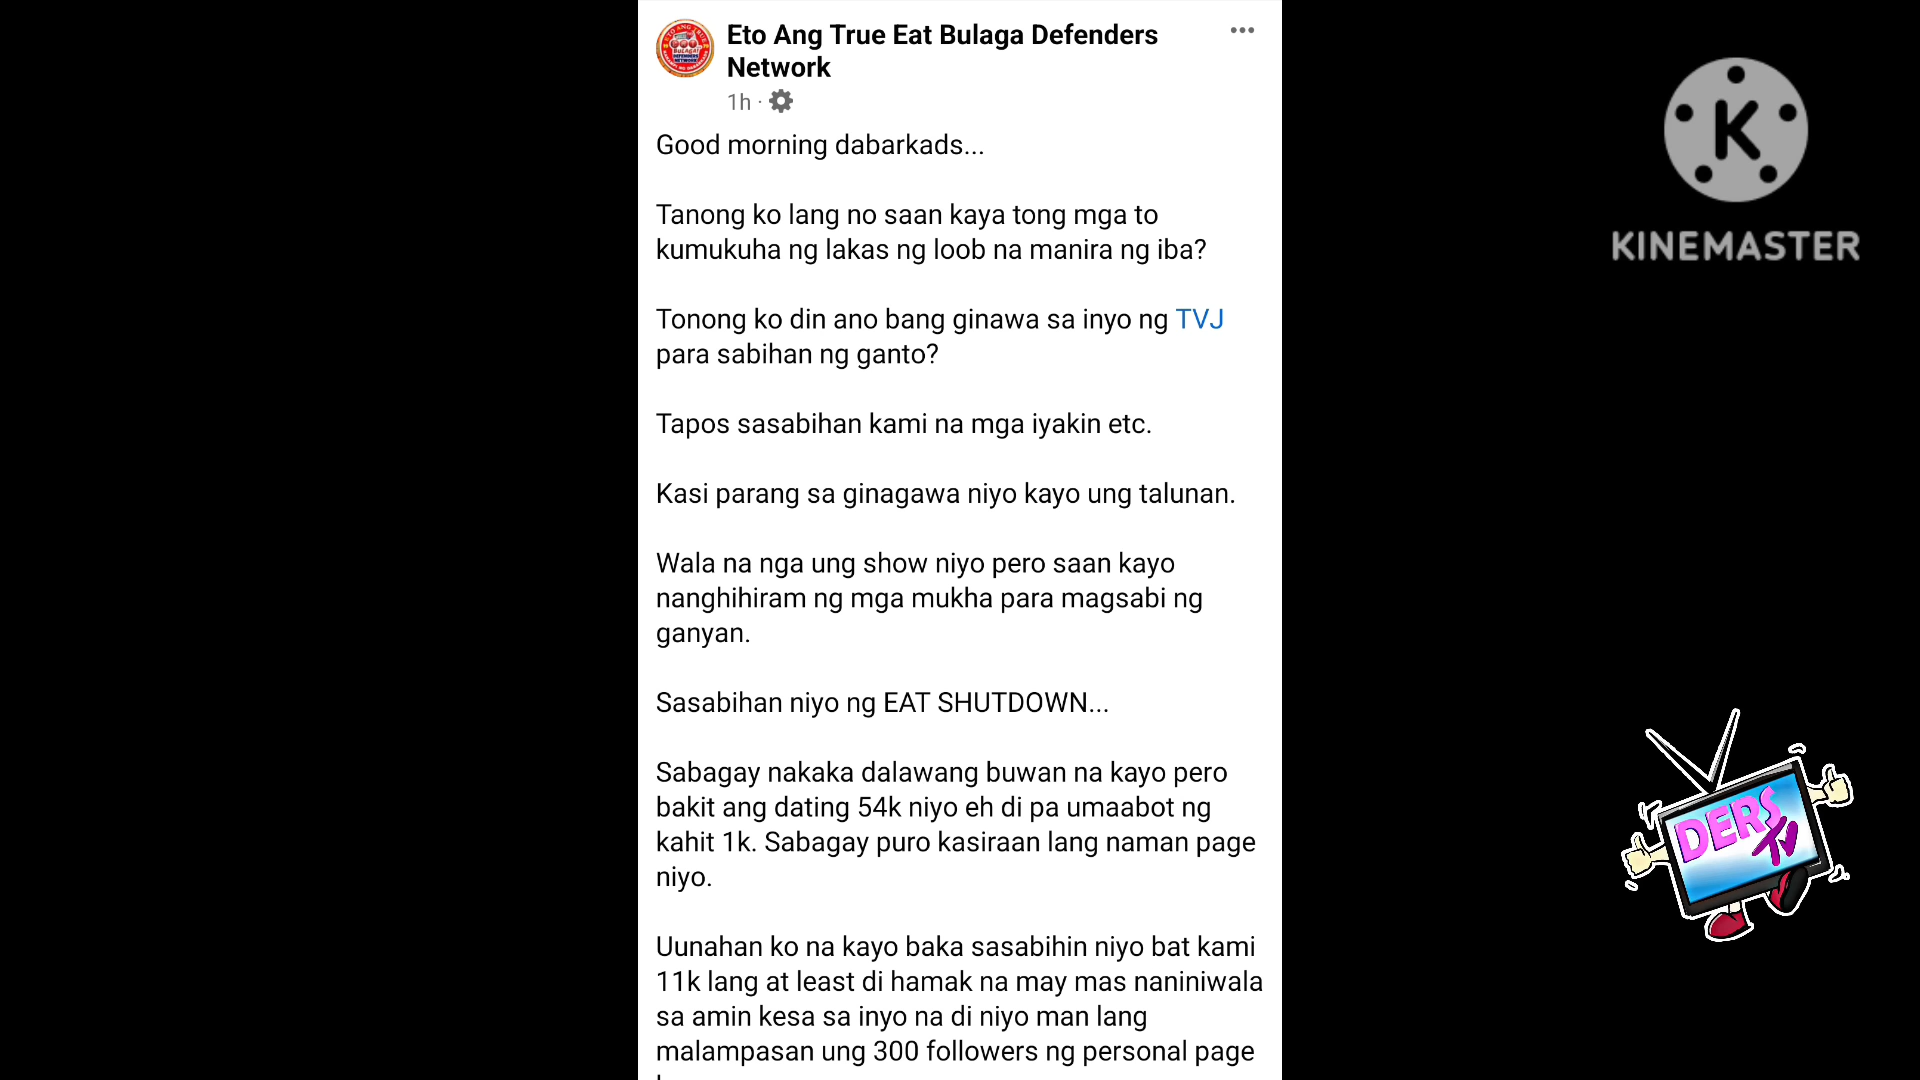 Eto Ang True Eat Bulaga Defenders
Network
1h ·
Good morning dabarkads...
Tanong ko lang no saan kaya tong mga to
kumukuha ng lakas ng loob na manira ng iba?
Tonong ko din ano bang ginawa sa inyo ng TVJ
para sabihan ng ganto?
Tapos sasabihan kami na mga iyakin etc.
Kasi parang sa ginagawa niyo kayo ung talunan.
Wala na nga ung show niyo pero saan kayo
nanghihiram ng mga mukha para magsabi ng
ganyan.
Sasabihan niyo ng EAT SHUTDOWN...
Sabagay nakaka dalawang buwan na kayo pero
bakit ang dating 54k niyo eh di pa umaabot ng
kahit 1k. Sabagay puro kasiraan lang naman page
niyo.
Uunahan ko na kayo baka sasabihin niyo bat kami
11k lang at least di hamak na may mas naniniwala
sa amin kesa sa inyo na di niyo man lang
malampasan ung 300 followers ng personal page
K
KINEMASTER
DERS
TV